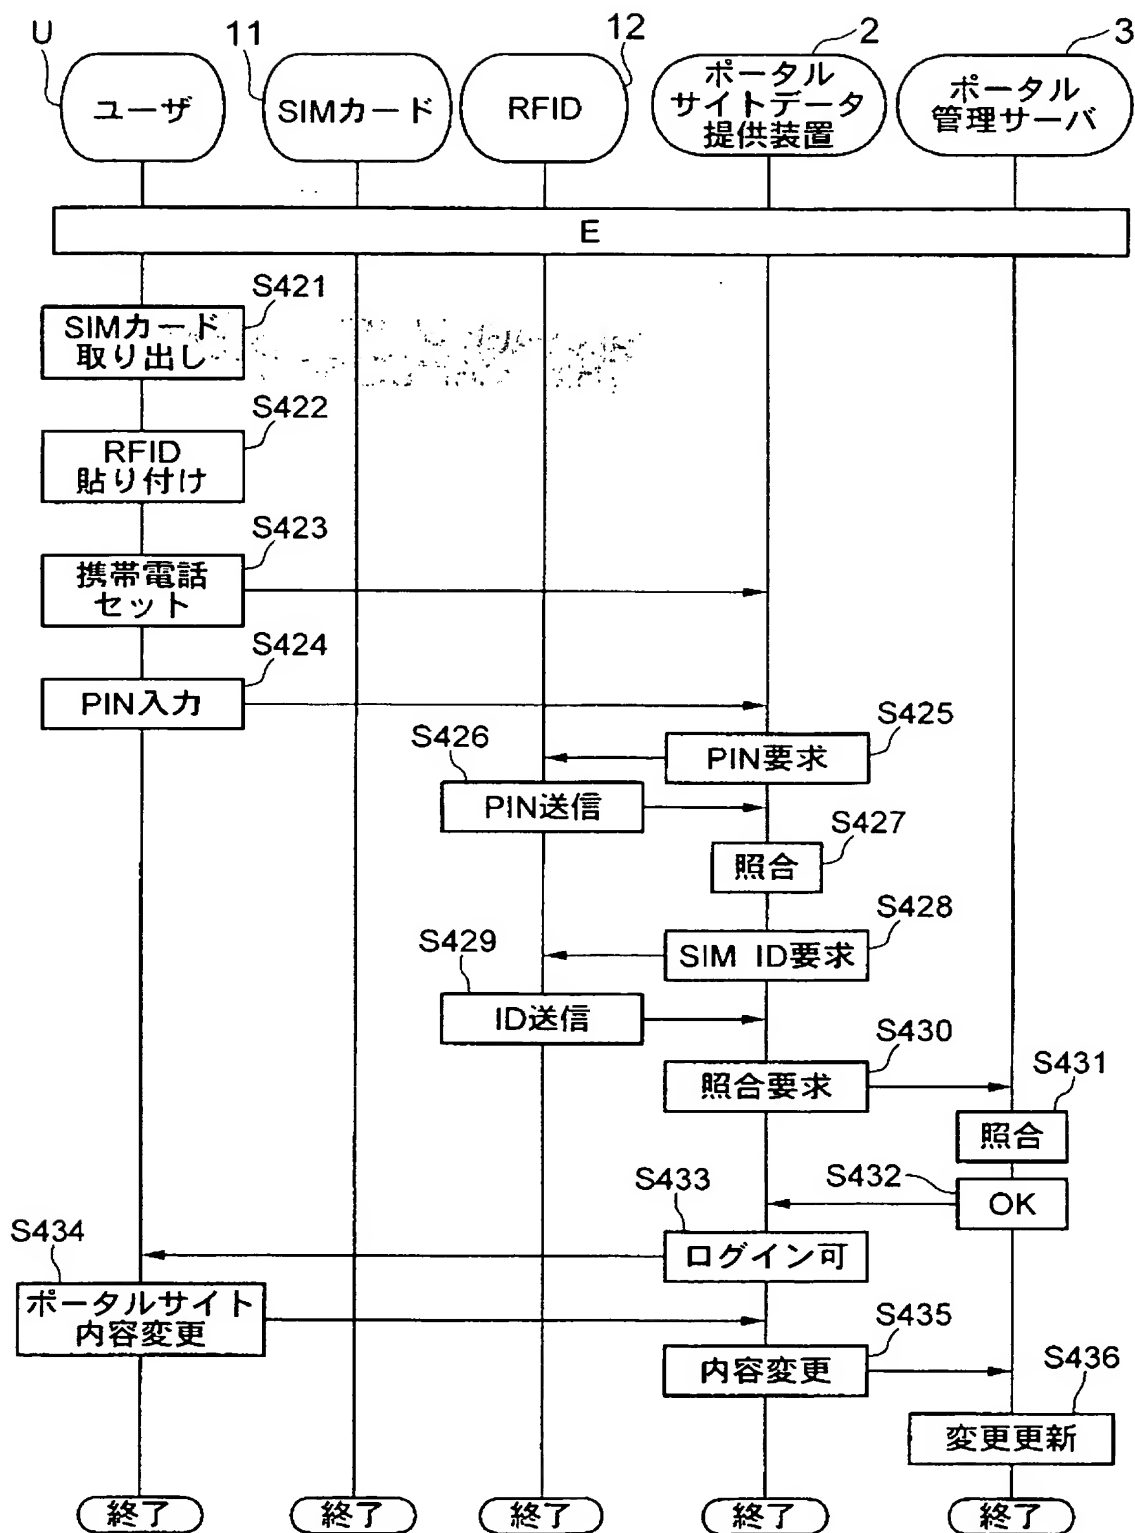 U
11
12
2
3
ユーザ
SIMカード
RFID
ポータル
サイトデータ
提供装置
ポータル
管理サーバ
E
S421
SIMカード
取り出し
S422
RFID
貼り付け
S423
携帯電話
セット
S424
PIN入力
S425
PIN要求
S426
PIN送信
S427
照合
S428
SIM ID要求
S429
ID送信
S430
照合要求
S431
照合
S432
OK
S433
ログイン可
S434
ポータルサイト
内容変更
S435
内容変更
S436
変更更新
終了
終了
終了
終了
終了